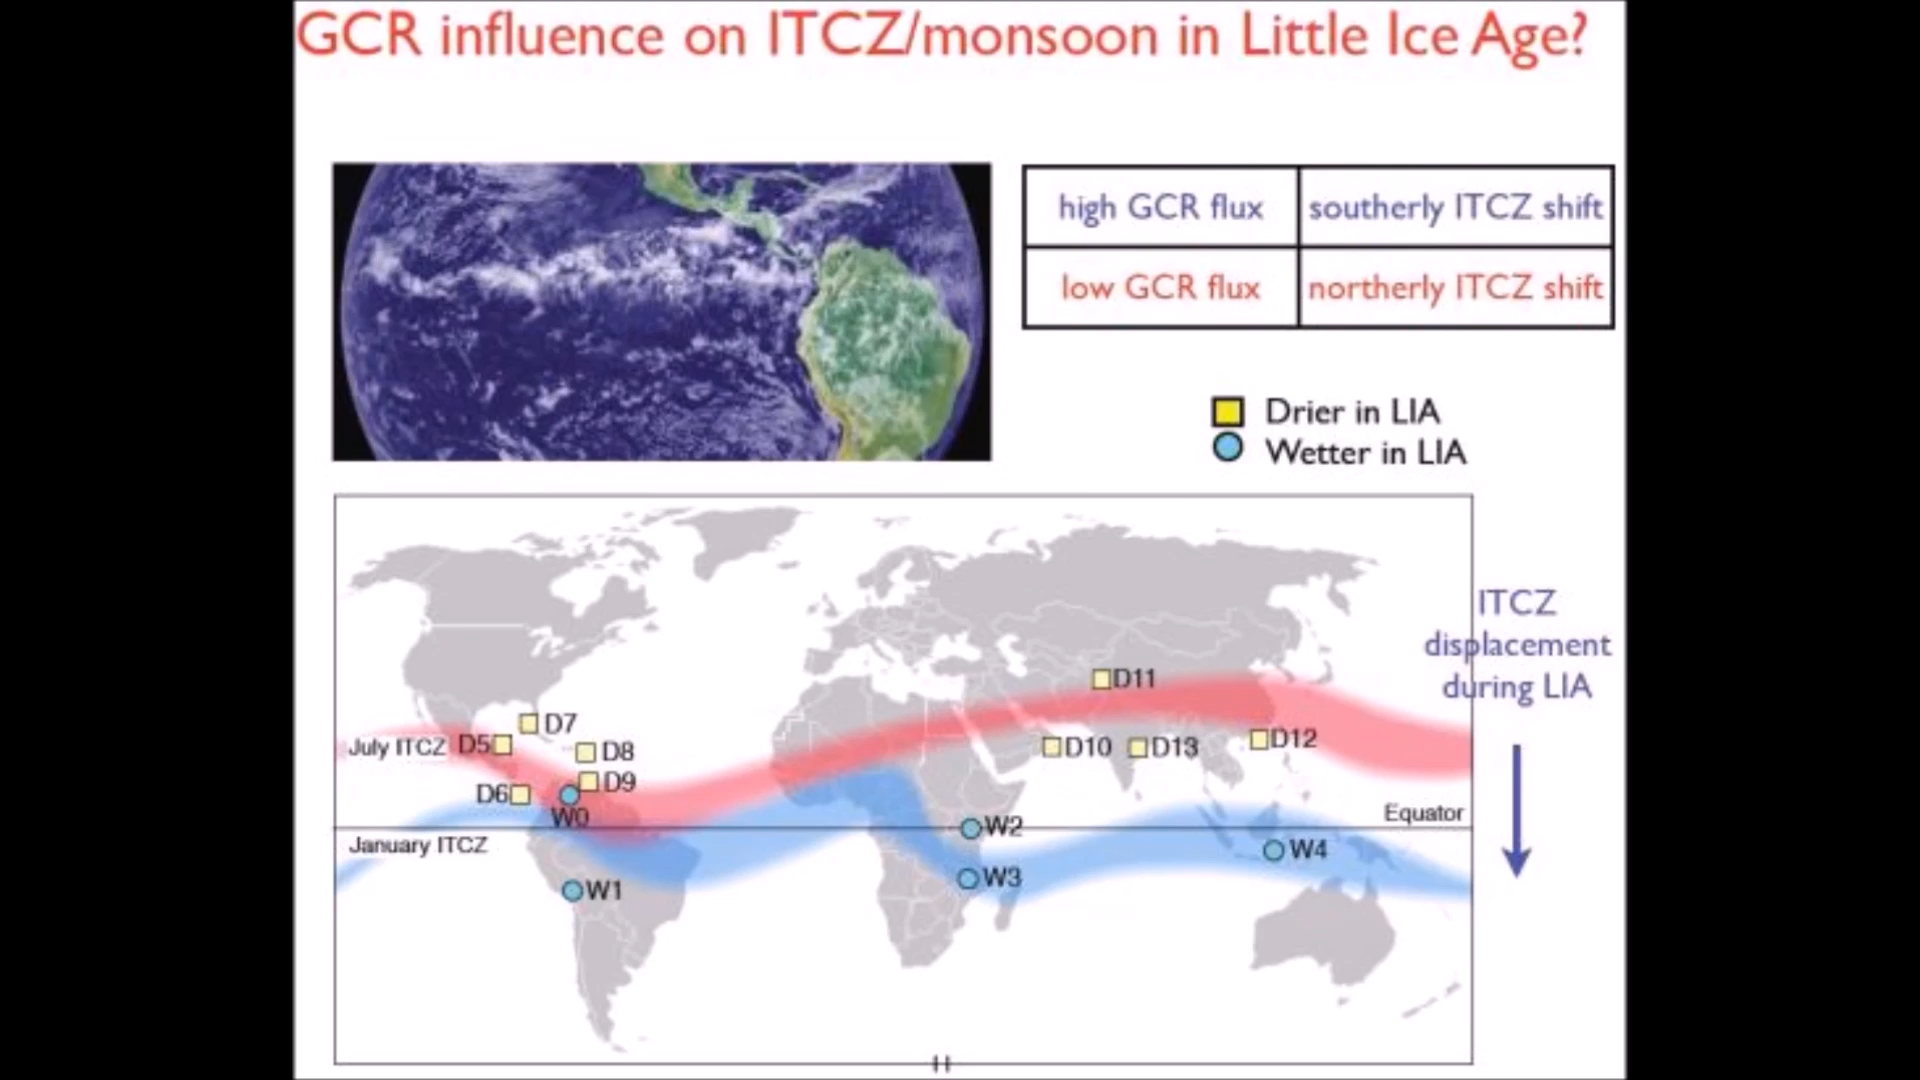 GCR influence on ITCZ/monsoon in Little Ice Age?
high GCR flux southerly ITCZ shift
low GCR flux northerly ITCZ shift
Drier in LIA
Wetter in LIA
ITCZ
displacement
during LIA
D11
D7
July ITCZ D5
D8
D10
D13
D12
D9
D6
W0
Equator
W2
January ITCZ
W4
W3
W1